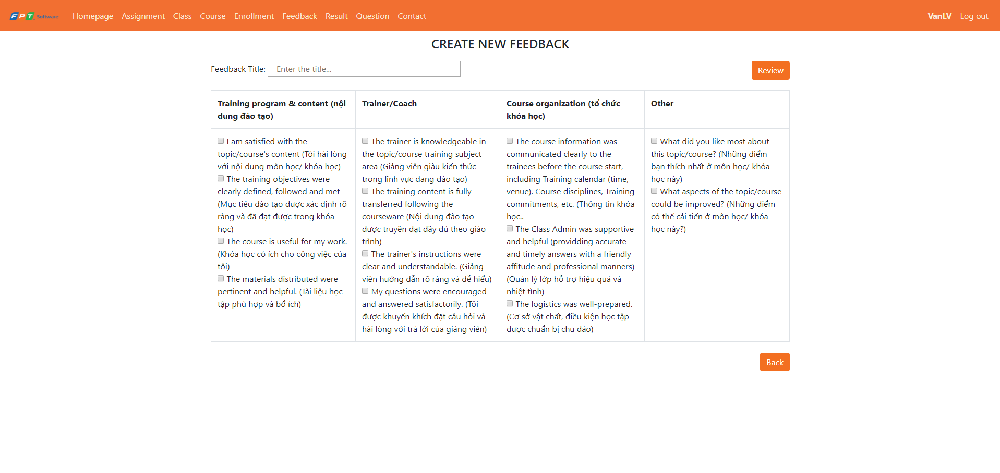 FPT Software
Homepage Assignment Class Course Enrollment Feedback Result Question Contact VanLV Log out
CREATE NEW FEEDBACK
Feedback Title: Enter the title...
Review
Training program & content (nội
dung đào tạo)
Trainer/Coach
Course organization (tổ chức
khóa học)
Other
I am satisfied with the
topic/course's content (Tôi hài lòng
với nội dung môn học/ khóa học)
The training objectives were
clearly defined, followed and met
(Mục tiêu đào tạo được xác định rõ
ràng và đã đạt được trong khóa
học)
The course is useful for my work.
(Khóa học có ích cho công việc của
tôi)
The materials distributed were
pertinent and helpful. (Tài liệu học
tập phù hợp và bổ ích)
The trainer is knowledgeable in
the topic/course training subject
area (Giảng viên giàu kiến thức
trong lĩnh vực đang đào tạo)
The training content is fully
transferred following the
courseware (Nội dung đào tạo
được truyền đạt đầy đủ theo giáo
trình)
The trainer's instructions were
clear and understandable. (Giảng
viên hướng dẫn rõ ràng và dễ hiểu)
My questions were encouraged
and answered satisfactorily. (Tôi
được khuyến khích đặt câu hỏi và
hài lòng với trả lời của giảng viên)
The course information was
communicated clearly to the
trainees before the course start,
including Training calendar (time,
venue). Course disciplines, Training
commitments, etc. (Thông tin khóa
học..
The Class Admin was supportive
and helpful (providding accurate
and timely answers with a friendly
affitude and professional manners)
(Quản lý lớp hỗ trợ hiệu quả và
nhiệt tình)
The logistics was well-prepared.
(Cơ sở vật chất, điều kiện học tập
được chuẩn bị chu đáo)
What did you like most about
this topic/course? (Những điểm
bạn thích nhất ở môn học/ khóa
học này)
What aspects of the topic/course
could be improved? (Những điểm
có thể cải tiến ở môn học/ khóa
học này?)
Back